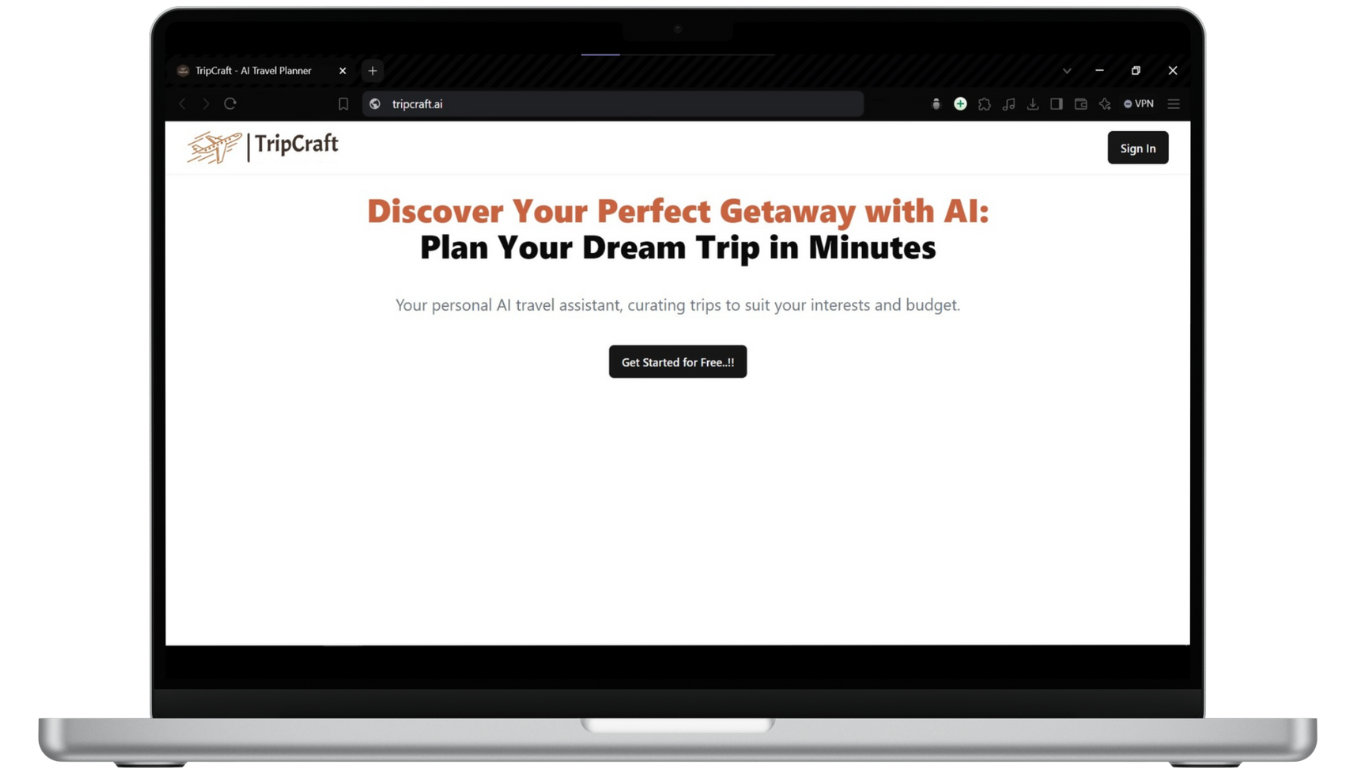 TripCraft - AI Travel Planner
tripcraft.ai
VPN
TripCraft
Sign In
Discover Your Perfect Getaway with AI:
Plan Your Dream Trip in Minutes
Your personal AI travel assistant, curating trips to suit your interests and budget.
Get Started for Free..!!